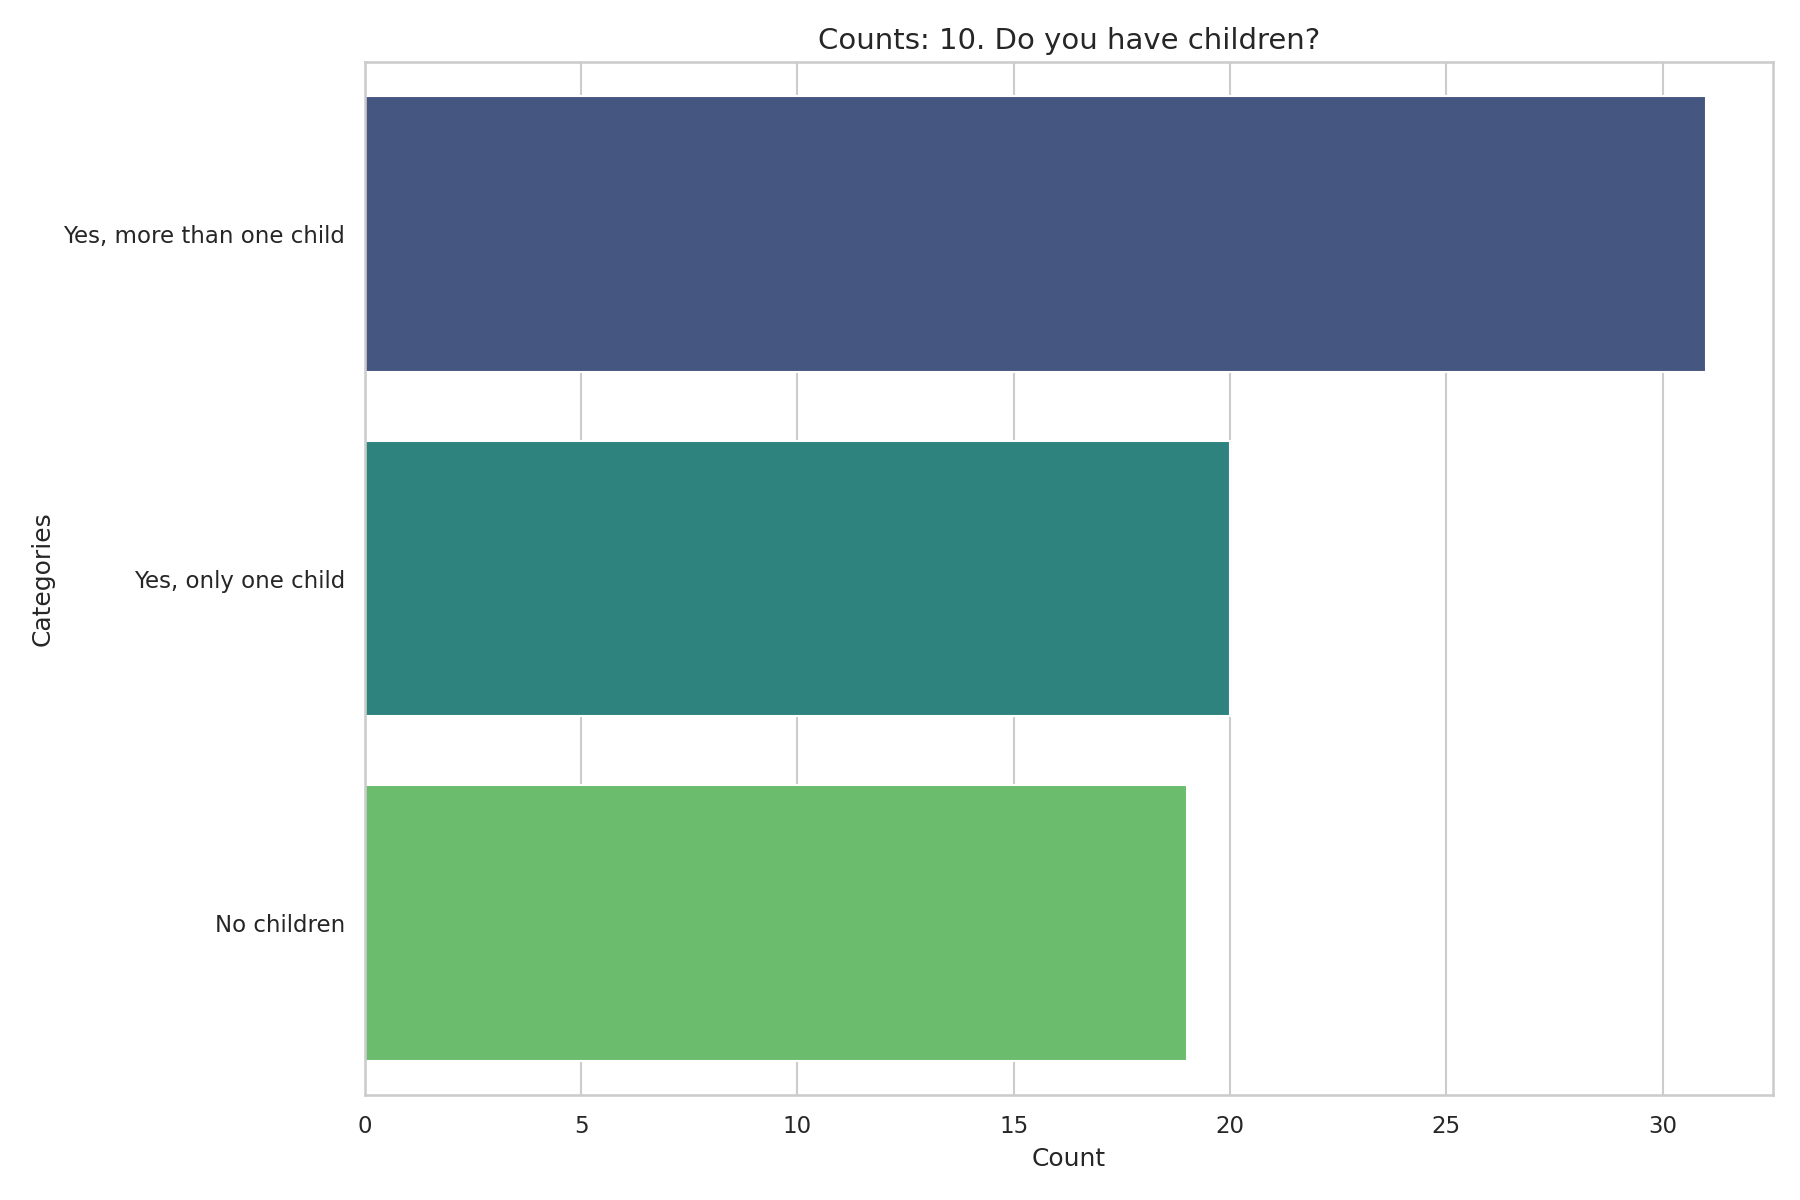 Counts: 10. Do you have children?
Categories
Yes, more than one child
Yes, only one child
No children
0 5 10 15 20 25 30
Count